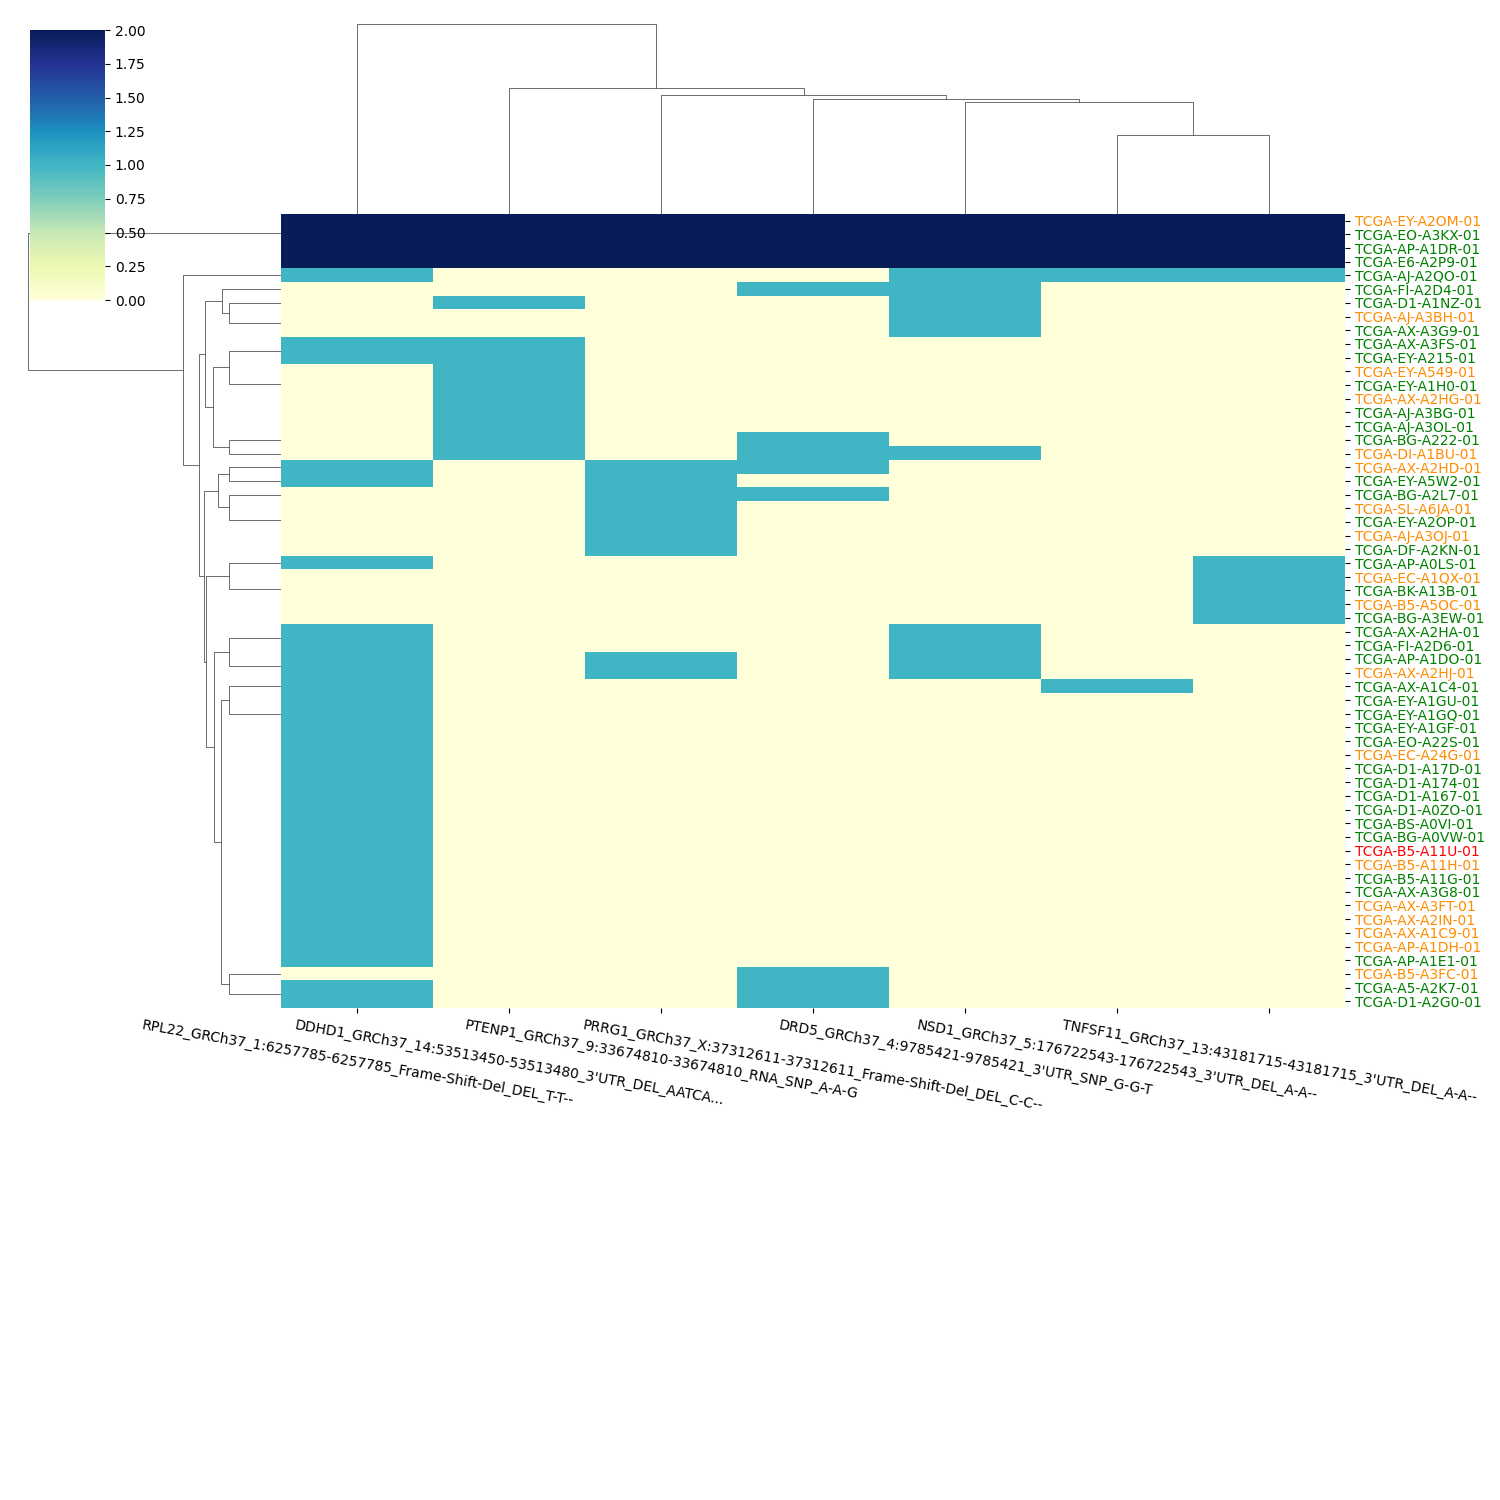 2.00
1.75
1.50
1.25
1.00
0.75
0.50
0.25
0.00
TCGA-EY-A2OM-01
TCGA-EO-A3KX-01
TCGA-AP-A1DR-01
TCGA-E6-A2P9-01
TCGA-AJ-A2QO-01
TCGA-FI-A2D4-01
TCGA-D1-A1NZ-01
TCGA-AJ-A3BH-01
TCGA-AX-A3G9-01
TCGA-AX-A3FS-01
TCGA-EY-A215-01
TCGA-EY-A549-01
TCGA-EY-A1H0-01
TCGA-AX-A2HG-01
TCGA-AJ-A3BG-01
TCGA-AJ-A3OL-01
TCGA-BG-A222-01
TCGA-DI-A1BU-01
TCGA-AX-A2HD-01
TCGA-EY-A5W2-01
TCGA-BG-A2L7-01
TCGA-SL-A6JA-01
TCGA-EY-A2OP-01
TCGA-AJ-A3OJ-01
TCGA-DF-A2KN-01
TCGA-AP-A0LS-01
TCGA-EC-A1QX-01
TCGA-BK-A13B-01
TCGA-B5-A5OC-01
TCGA-BG-A3EW-01
TCGA-AX-A2HA-01
TCGA-FI-A2D6-01
TCGA-AP-A1DO-01
TCGA-AX-A2HJ-01
TCGA-AX-A1C4-01
TCGA-EY-A1GU-01
TCGA-EY-A1GQ-01
TCGA-EY-A1GF-01
TCGA-EO-A22S-01
TCGA-EC-A24G-01
TCGA-D1-A17D-01
TCGA-D1-A174-01
TCGA-D1-A167-01
TCGA-D1-A0ZO-01
TCGA-BS-A0VI-01
TCGA-BG-A0VW-01
TCGA-B5-A11U-01
TCGA-B5-A11H-01
TCGA-B5-A11G-01
TCGA-AX-A3G8-01
TCGA-AX-A3FT-01
TCGA-AX-A2IN-01
TCGA-AX-A1C9-01
TCGA-AP-A1DH-01
TCGA-AP-A1E1-01
TCGA-B5-A3FC-01
TCGA-A5-A2K7-01
TCGA-D1-A2G0-01
RPL22_GRCh37_1:6257785-6257785_Frame-Shift-Del_DEL_T-T--
DDHD1_GRCh37_14:53513450-53513480_3'UTR_DEL_AATCA...
PTENP1_GRCh37_9:33674810-33674810_RNA_SNP_A-A-G
PRRG1_GRCh37_X:37312611-37312611_Frame-Shift-Del_DEL_C-C--
DRD5_GRCh37_4:9785421-9785421_3'UTR_SNP_G-G-T
NSD1_GRCh37_5:176722543-176722543_3'UTR_DEL_A-A--
TNFSF11_GRCh37_13:43181715-43181715_3'UTR_DEL_A-A--